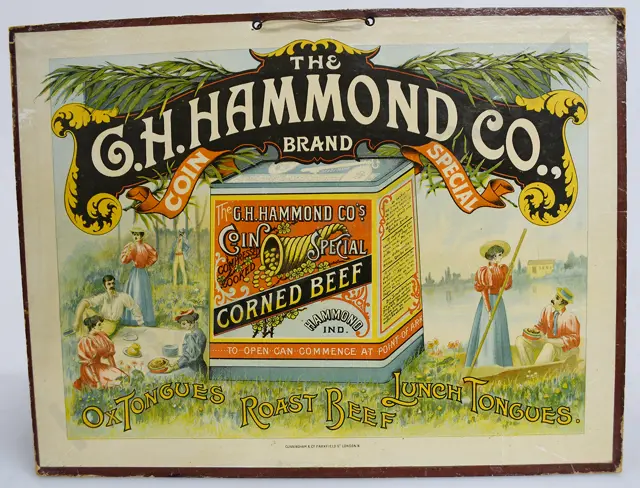 THE
G.H. HAMMOND CO.,
COIN BRAND SPECIAL
The G.H. HAMMOND CO'S
COIN SPECIAL
COOKED
CORNED BEEF
HAMMOND
IND.
TO OPEN CAN COMMENCE AT POINT OF
OX TONGUES ROAST BEEF LUNCH TONGUES.